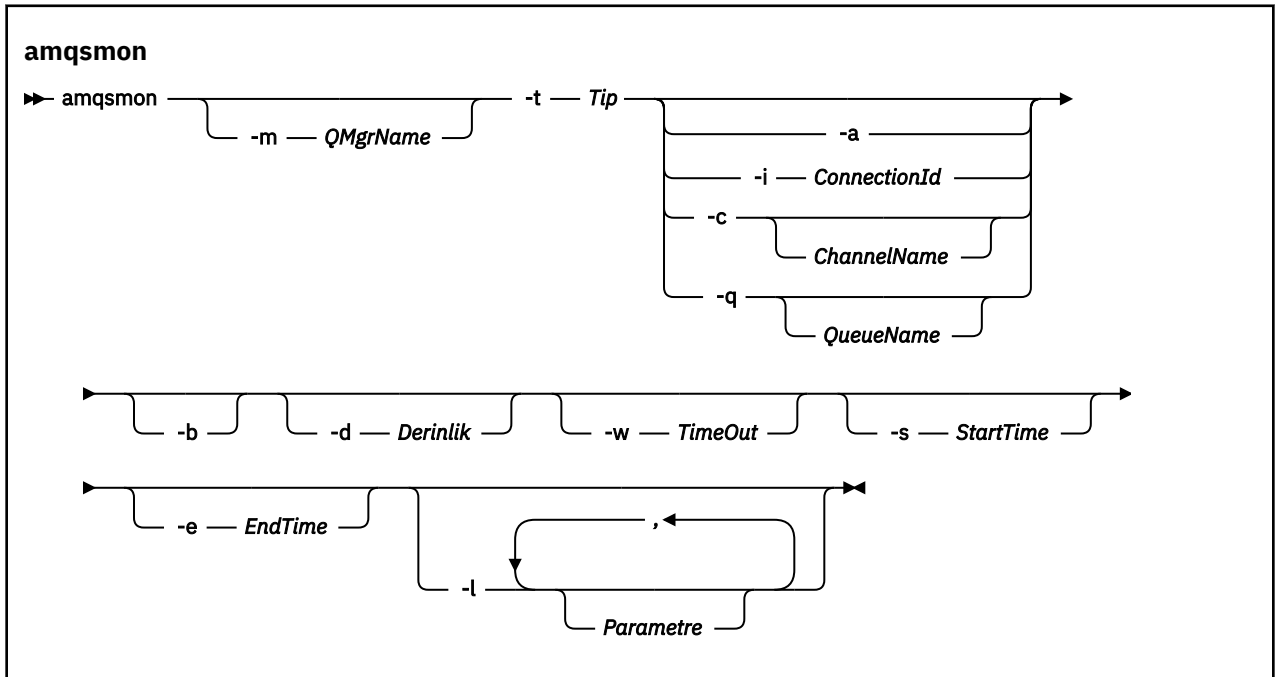 amqsmon
amqsmon -t Tip
-m QMgrName
-a
-i ConnectionId
-c
ChannelName
-q
QueueName
-b -d Derinlik -w TimeOut -s StartTime
-e EndTime
,
-l
Parametre